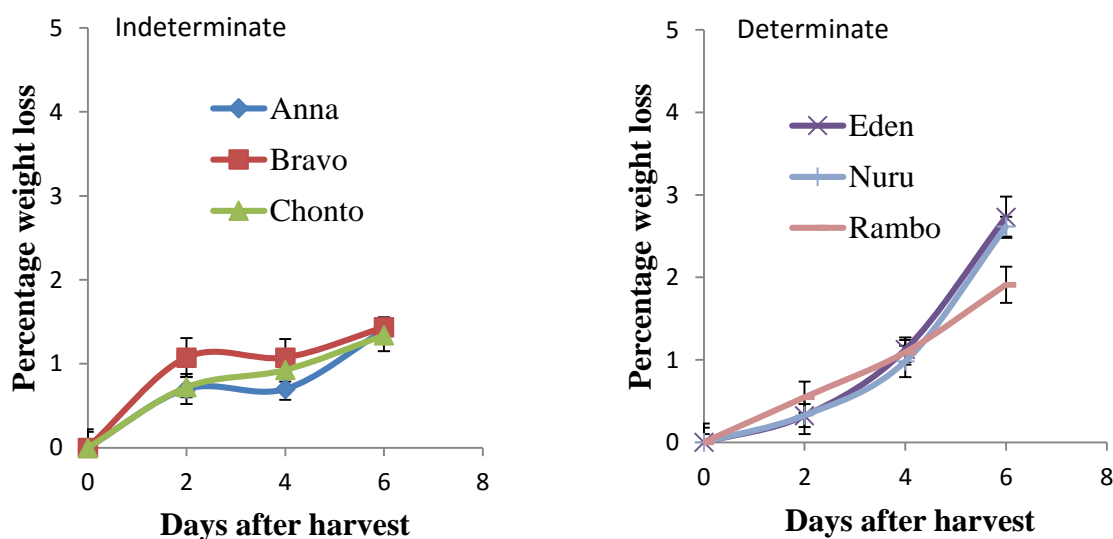 Indeterminate
Percentage weight loss
5
4
3
2
1
0
Anna
Bravo
Chonto
0 2 4 6 8
Days after harvest
Determinate
Percentage weight loss
5
4
3
2
1
0
Eden
Nuru
Rambo
0 2 4 6 8
Days after harvest